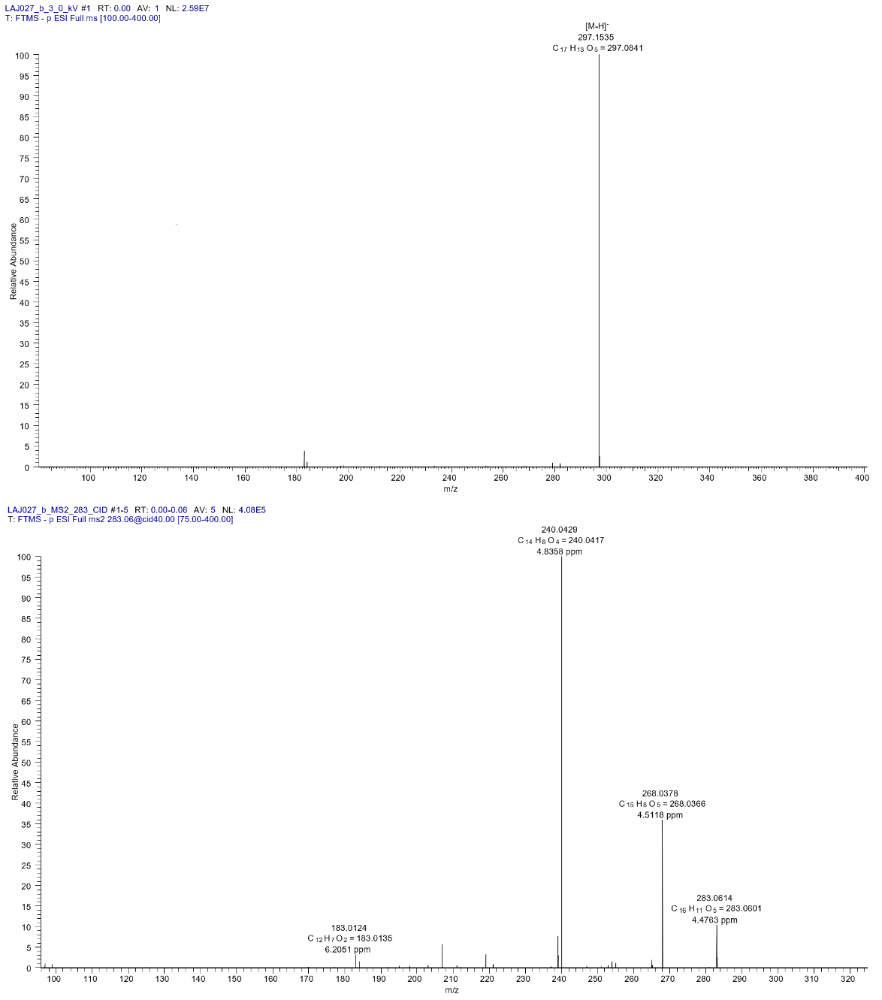 LAJ027_b_3_0_kV #1 RT: 0.00 AV: 1 NL: 2.59E7
T: FTMS - p ESI Full ms [100.00-400.00]
[M-H]-
297.1535
C 17 H 13 O 5 = 297.0841
100
95
90
85
80
75
70
65
60
55
50
45
40
35
30
25
20
15
10
5
0
Relative Abundance
100 120 140 160 180 200 220 240 260 280 300 320 340 360 380 400
m/z
LAJ027_b_MS2_283_CID #1-5 RT: 0.00-0.06 AV: 5 NL: 4.08E5
T: FTMS - p ESI Full ms2 283.06@cid40.00 [75.00-400.00]
240.0429
C 14 H 8 O 4 = 240.0417
4.8358 ppm
100
95
90
85
80
75
70
65
60
55
50
45
40
35
30
25
20
15
10
5
0
Relative Abundance
268.0378
C 15 H 8 O 5 = 268.0366
4.5118 ppm
283.0614
C 16 H 11 O 5 = 283.0601
4.4763 ppm
183.0124
C 12 H 7 O 2 = 183.0135
6.2051 ppm
100 110 120 130 140 150 160 170 180 190 200 210 220 230 240 250 260 270 280 290 300 310 320
m/z